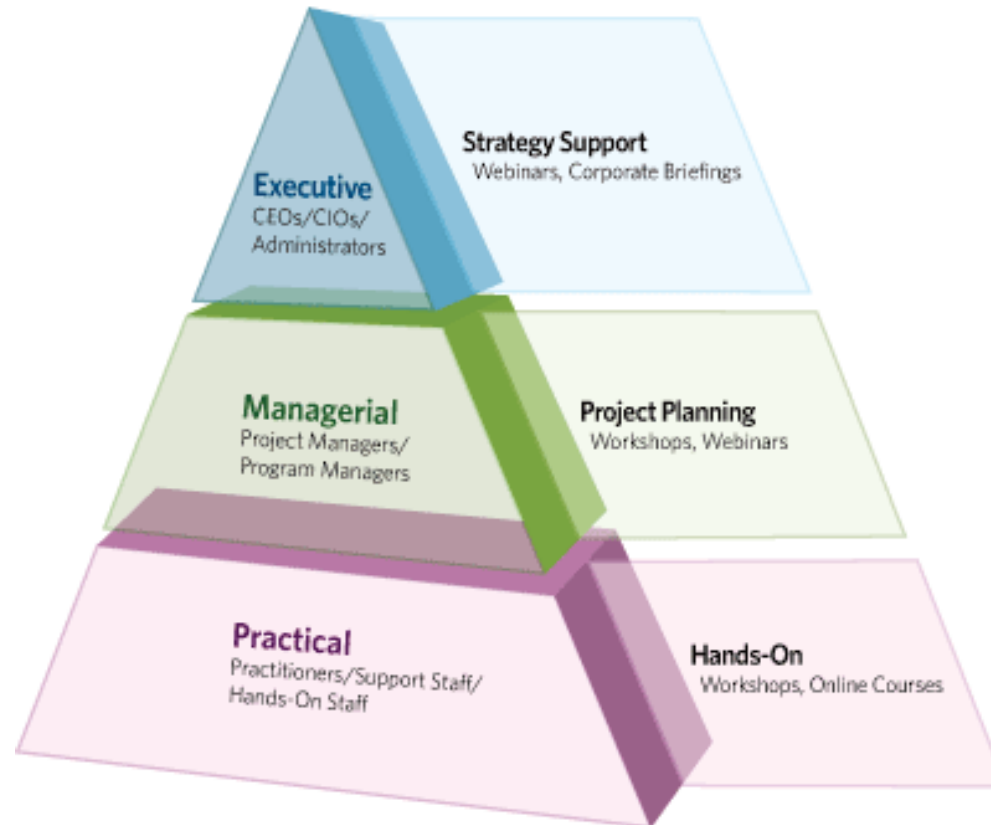 Executive
CEOs/CIOs/
Administrators
Strategy Support
Webinars, Corporate Briefings
Managerial
Project Managers/
Program Managers
Project Planning
Workshops, Webinars
Practical
Practitioners/Support Staff/
Hands-On Staff
Hands-On
Workshops, Online Courses